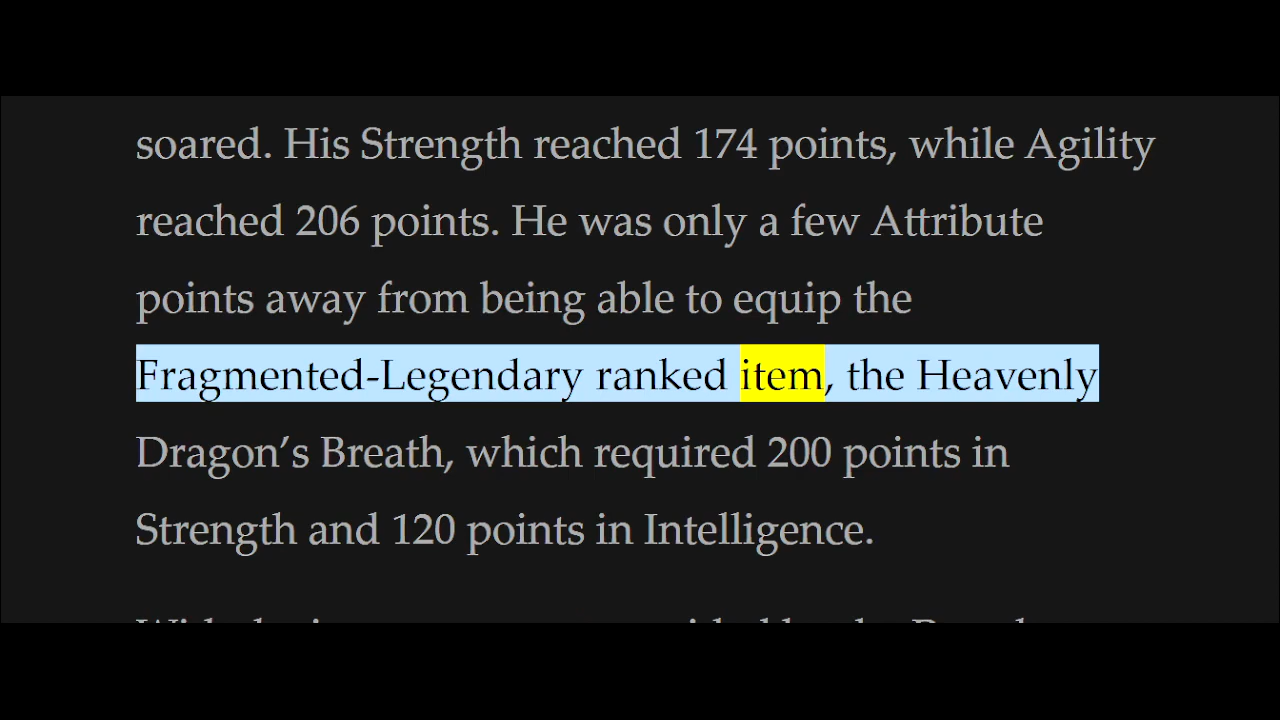 soared. His Strength reached 174 points, while Agility
reached 206 points. He was only a few Attribute
points away from being able to equip the
Fragmented-Legendary ranked item, the Heavenly
Dragon’s Breath, which required 200 points in
Strength and 120 points in Intelligence.